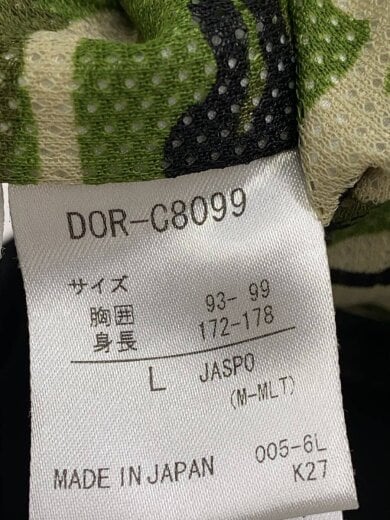 DOR-C8099
サイズ
胸囲 93-99
身長 172-178
L JASPO
(M-MLT)
MADE IN JAPAN 005-6L
K27